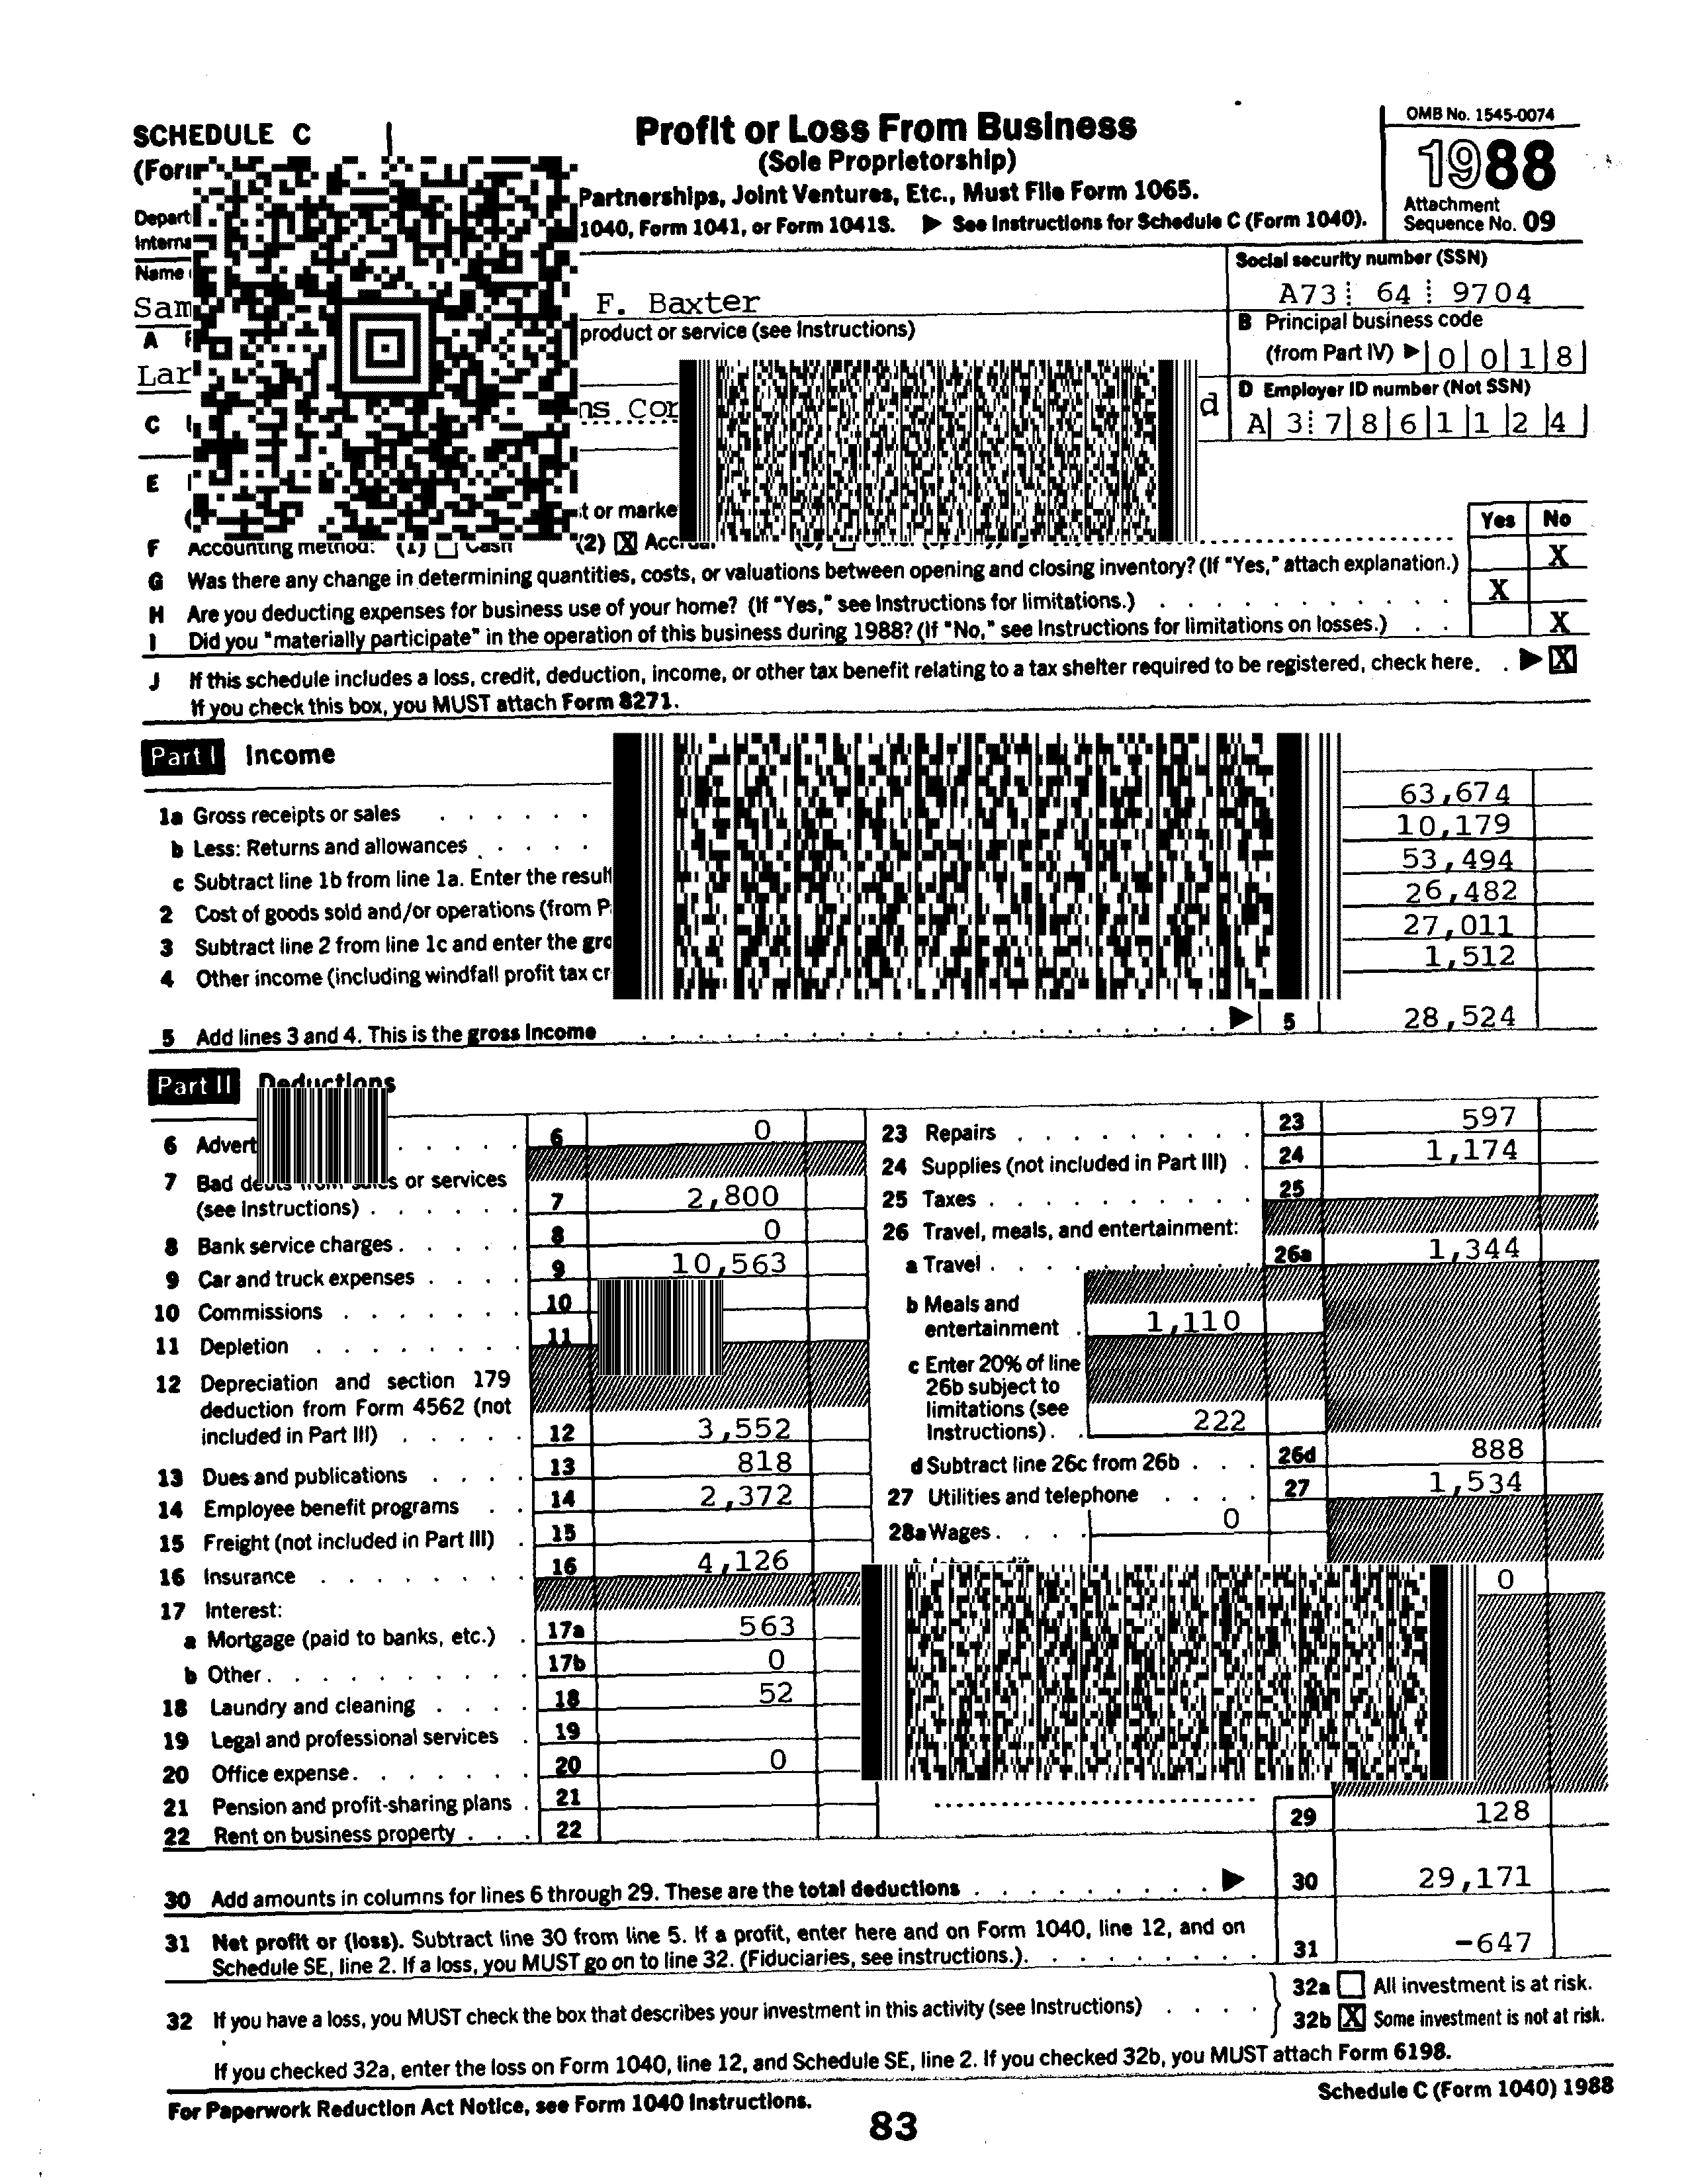 SCHEDULE C
Profit or Loss From Business
OMB No. 1545-0074
(Sole Proprietorship)
1988
Partnerships, Joint Ventures, Etc., Must File Form 1065.
1040, Form 1041, or Form 1041S. ▶ See Instructions for Schedule C (Form 1040).
Attachment
Sequence No. 09
Name
Social security number (SSN)
F. Baxter
A73 64 9704
A
product or service (see Instructions)
B Principal business code
(from Part IV) ▶ 0 0 1 8
C
d
D Employer ID number (Not SSN)
A 3 7 8 6 1 1 2 4
E
or marke
Yes No
F Accounting method: (1) Cash (2) X
G Was there any change in determining quantities, costs, or valuations between opening and closing inventory? (If "Yes," attach explanation.) X
H Are you deducting expenses for business use of your home? (If "Yes," see Instructions for limitations.) X
I Did you "materially participate" in the operation of this business during 1988? (If "No," see Instructions for limitations on losses.) X
J If this schedule includes a loss, credit, deduction, income, or other tax benefit relating to a tax shelter required to be registered, check here. ▶ X
If you check this box, you MUST attach Form 8271.
Part I Income
1a Gross receipts or sales 63,674
b Less: Returns and allowances 10,179
c Subtract line 1b from line 1a. Enter the result 53,494
2 Cost of goods sold and/or operations (from 26,482
3 Subtract line 2 from line 1c and enter the 27,011
4 Other income (including windfall profit tax 1,512
5 Add lines 3 and 4. This is the gross income ▶ 5 28,524
Part II Deductions
6 Advert 6 0
7 Bad debts from sales or services
(see Instructions) 7 2,800
8 Bank service charges 8 0
9 Car and truck expenses 9 10,563
10 Commissions 10
11 Depletion 11
12 Depreciation and section 179
deduction from Form 4562 (not
included in Part III) 12 3,552
13 Dues and publications 13 818
14 Employee benefit programs 14 2,372
15 Freight (not included in Part III) 15
16 Insurance 16 4,126
17 Interest:
a Mortgage (paid to banks, etc.) 17a 563
b Other 17b 0
18 Laundry and cleaning 18 52
19 Legal and professional services 19
20 Office expense 20 0
21 Pension and profit-sharing plans 21
22 Rent on business property 22
23 Repairs 23 597
24 Supplies (not included in Part III) 24 1,174
25 Taxes 25
26 Travel, meals, and entertainment:
a Travel 26a 1,344
b Meals and
entertainment 1,110
c Enter 20% of line
26b subject to
limitations (see
Instructions) 222
d Subtract line 26c from 26b 26d 888
27 Utilities and telephone 27 1,534
28a Wages 0
0
29 128
30 Add amounts in columns for lines 6 through 29. These are the total deductions ▶ 30 29,171
31 Net profit or (loss). Subtract line 30 from line 5. If a profit, enter here and on Form 1040, line 12, and on
Schedule SE, line 2. If a loss, you MUST go on to line 32. (Fiduciaries, see instructions.) 31 -647
32 If you have a loss, you MUST check the box that describes your investment in this activity (see Instructions)
32a All investment is at risk.
32b X Some investment is not at risk.
If you checked 32a, enter the loss on Form 1040, line 12, and Schedule SE, line 2. If you checked 32b, you MUST attach Form 6198.
For Paperwork Reduction Act Notice, see Form 1040 Instructions.
Schedule C (Form 1040) 1988
83